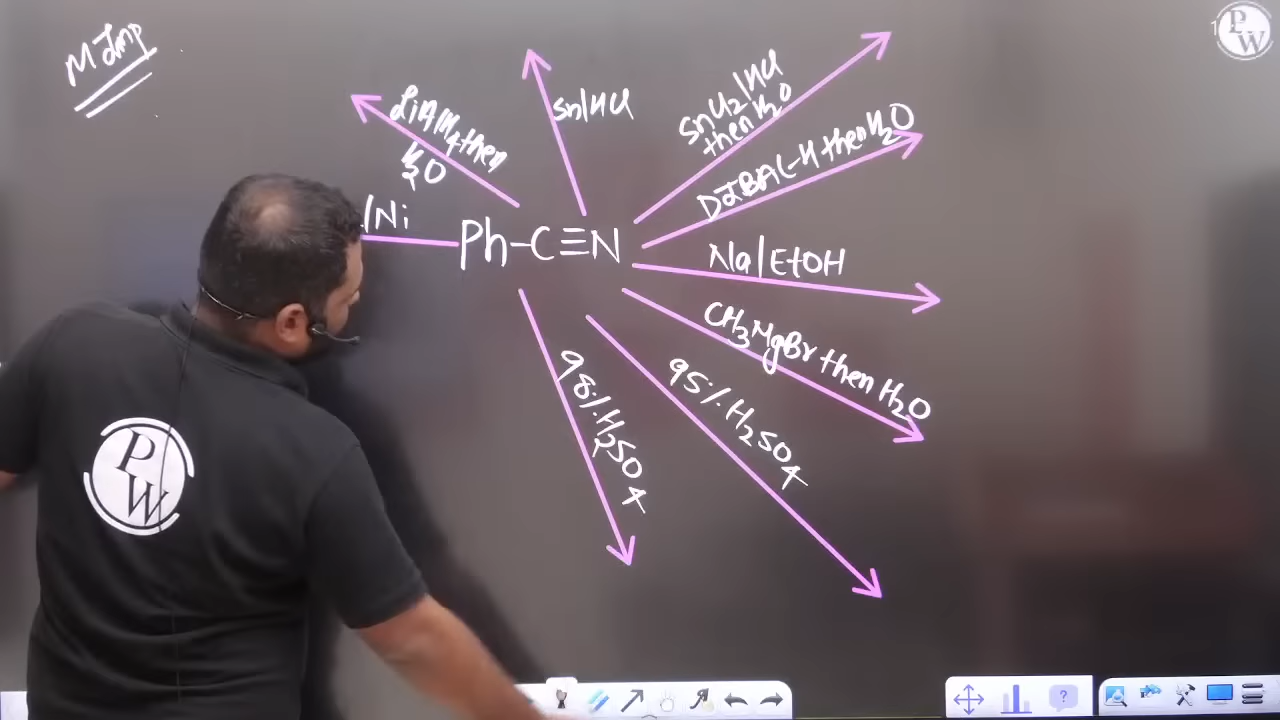 M Imp
LiAlH4 then
H2O
Sn/HCl
SnCl2/HCl
then H2O
DIBAL-H then H2O
/Ni
Ph-C≡N
Na/EtOH
CH3MgBr then H2O
95% H2SO4
98% H2SO4
P
W
PW